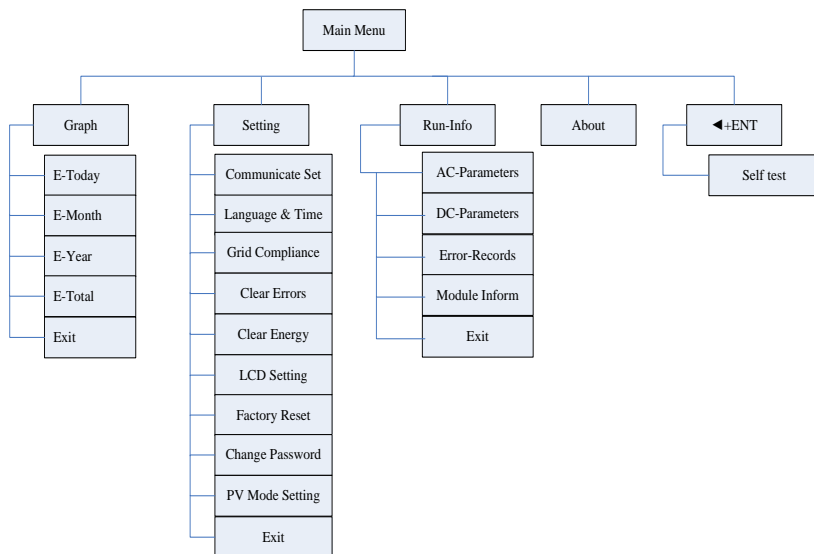 Main Menu
Graph
E-Today
E-Month
E-Year
E-Total
Exit
Setting
Communicate Set
Language & Time
Grid Compliance
Clear Errors
Clear Energy
LCD Setting
Factory Reset
Change Password
PV Mode Setting
Exit
Run-Info
AC-Parameters
DC-Parameters
Error-Records
Module Inform
Exit
About
◀+ENT
Self test